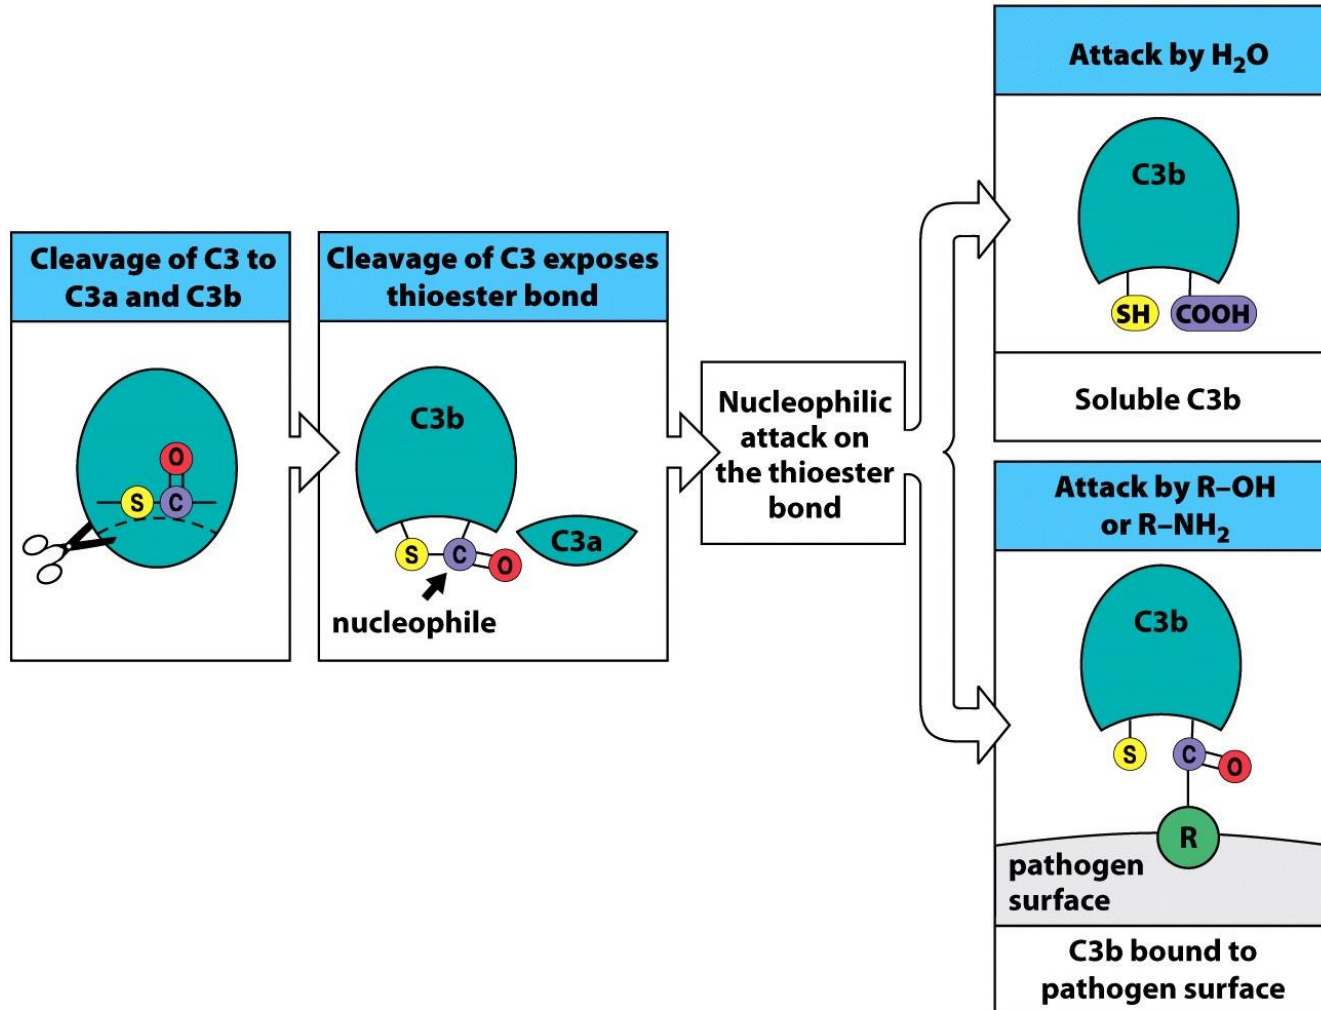 Cleavage of C3 to
C3a and C3b
O
S
C
Cleavage of C3 exposes
thioester bond
C3b
S
C
O
C3a
nucleophile
Nucleophilic
attack on
the thioester
bond
Attack by H₂O
C3b
SH
COOH
Soluble C3b
Attack by R–OH
or R–NH₂
C3b
S
C
O
R
pathogen
surface
C3b bound to
pathogen surface